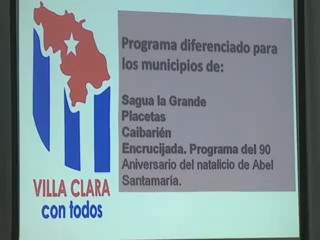 Programa diferenciado para
los municipios de:
Sagua la Grande
Placetas
Caibarién
Encrucijada. Programa del 90
Aniversario del natalicio de Abel
Santamaría.
VILLA CLARA
con todos